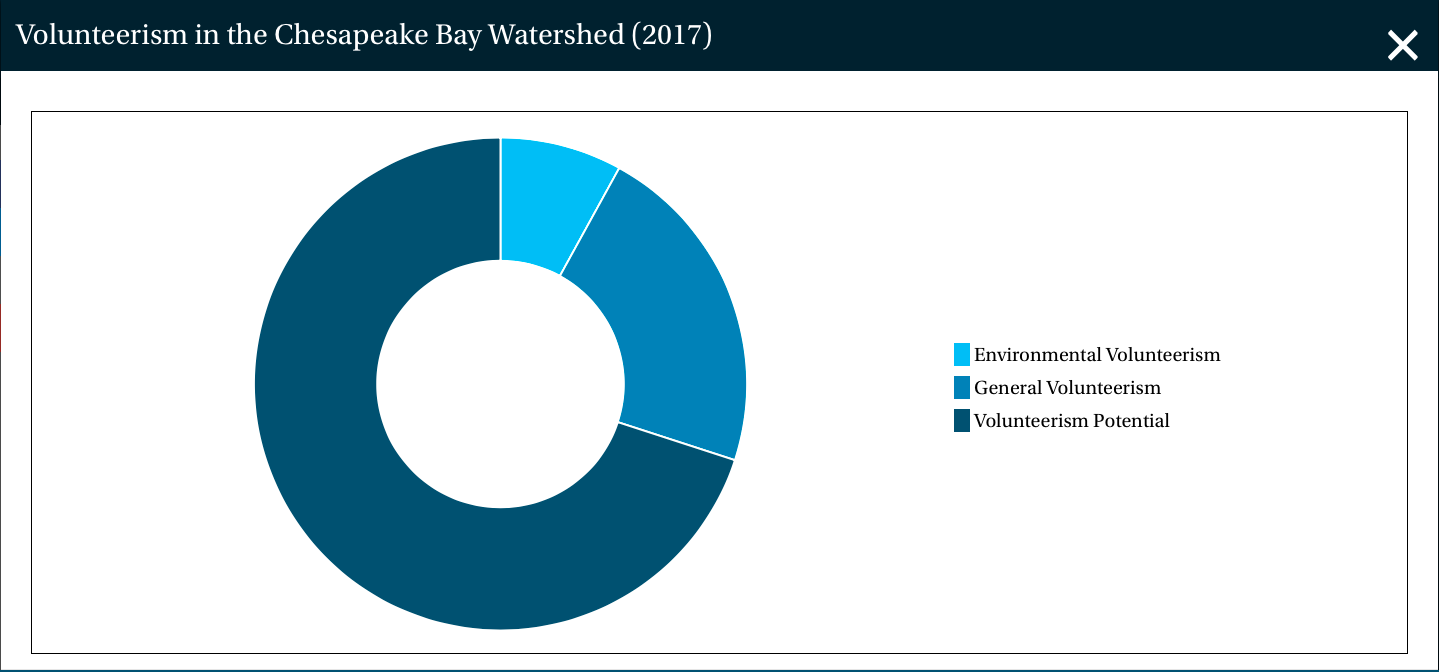 Volunteerism in the Chesapeake Bay Watershed (2017)
Environmental Volunteerism
General Volunteerism
Volunteerism Potential